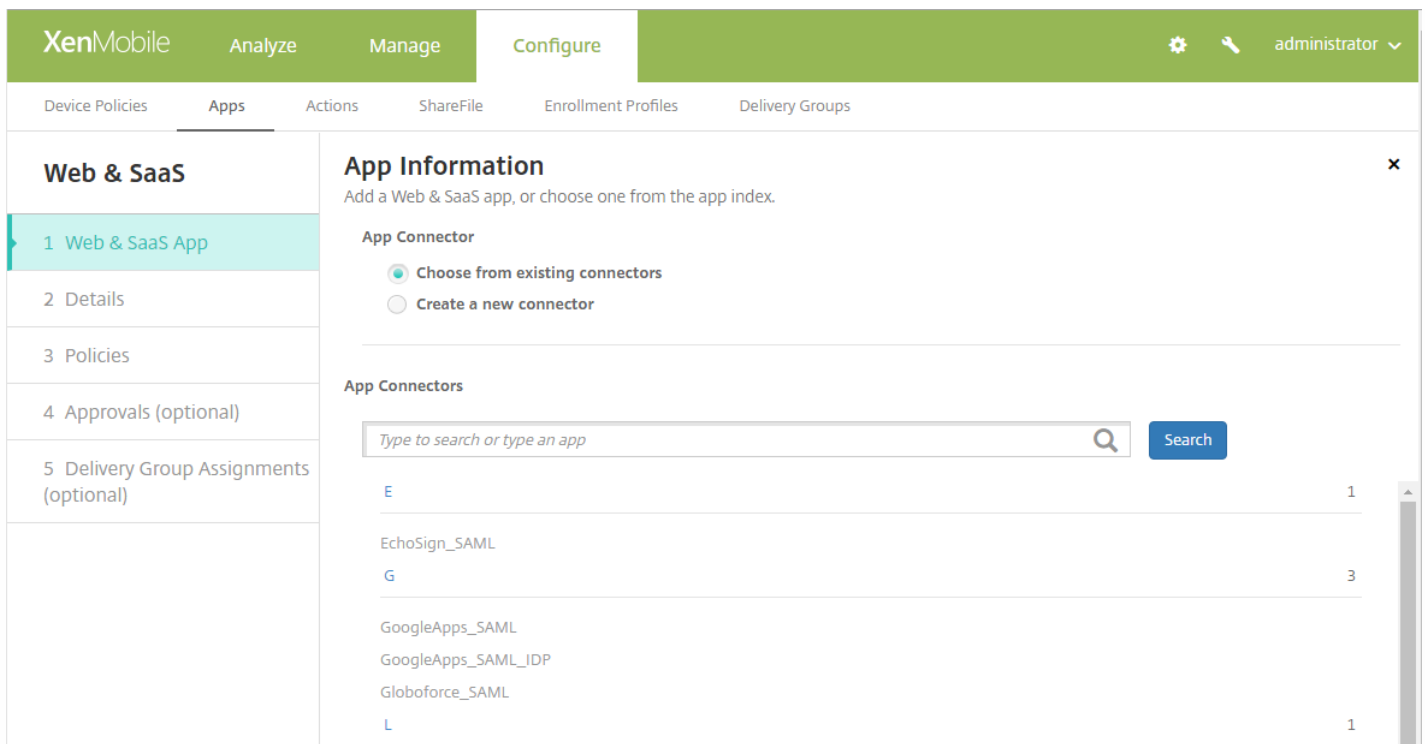 XenMobile Analyze Manage Configure administrator
Device Policies Apps Actions ShareFile Enrollment Profiles Delivery Groups
Web & SaaS
1 Web & SaaS App
2 Details
3 Policies
4 Approvals (optional)
5 Delivery Group Assignments
(optional)
App Information
Add a Web & SaaS app, or choose one from the app index.
App Connector
Choose from existing connectors
Create a new connector
App Connectors
Type to search or type an app Search
E 1
EchoSign_SAML
G 3
GoogleApps_SAML
GoogleApps_SAML_IDP
Globoforce_SAML
L 1